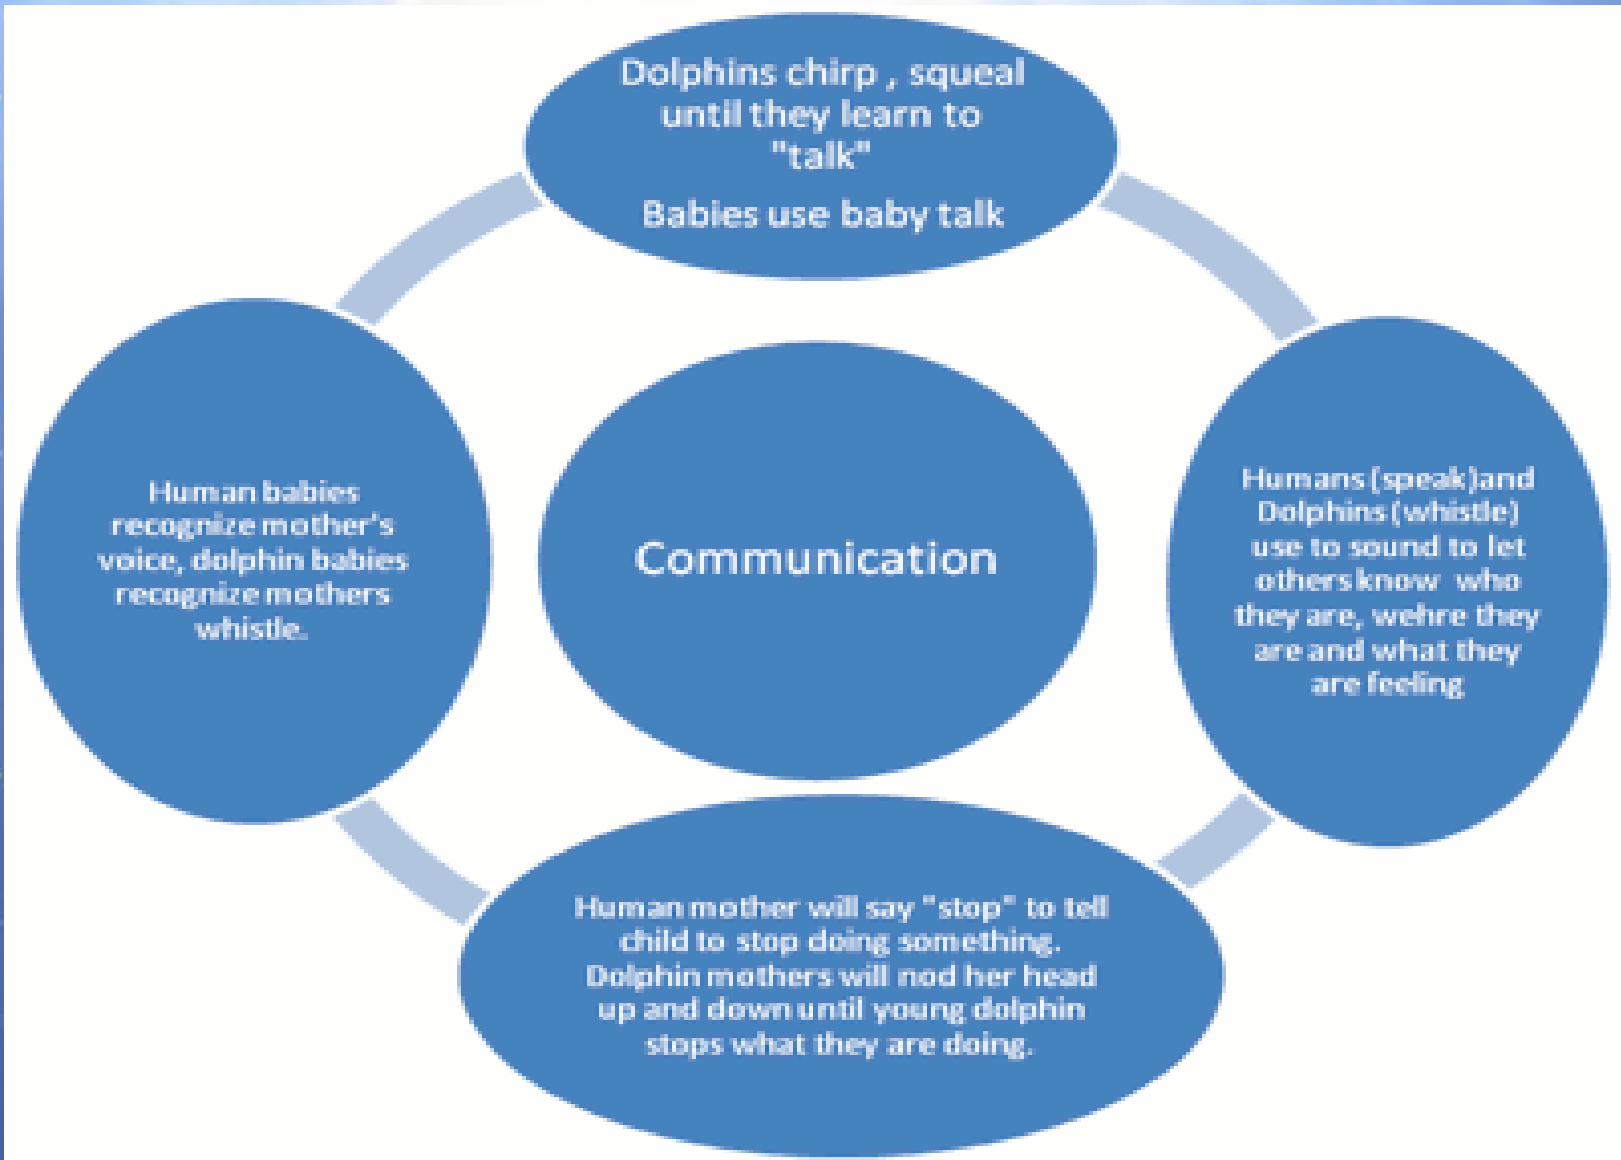 Dolphins chirp , squeal
until they learn to
"talk"
Babies use baby talk
Human babies
recognize mother's
voice, dolphin babies
recognize mothers
whistle.
Communication
Humans (speak)and
Dolphins (whistle)
use to sound to let
others know who
they are, wehre they
are and what they
are feeling
Human mother will say "stop" to tell
child to stop doing something.
Dolphin mothers will nod her head
up and down until young dolphin
stops what they are doing.